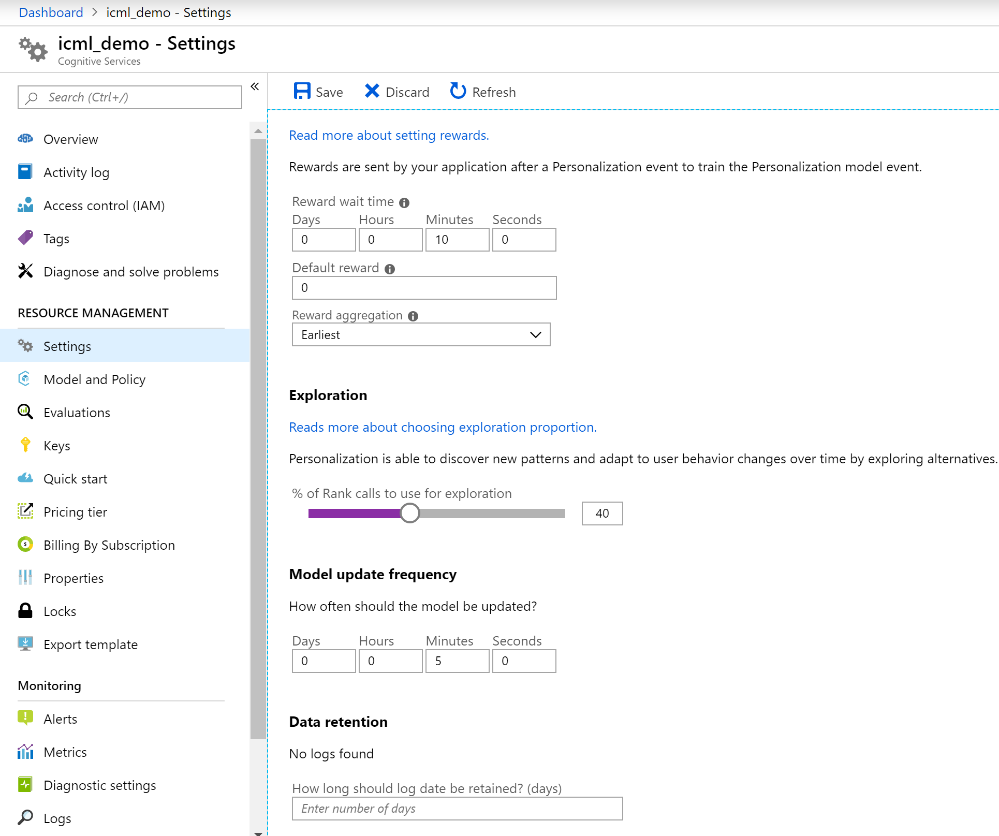 Dashboard > icml_demo - Settings
icml_demo - Settings
Cognitive Services
Search (Ctrl+/)
«
Overview
Activity log
Access control (IAM)
Tags
Diagnose and solve problems
RESOURCE MANAGEMENT
Settings
Model and Policy
Evaluations
Keys
Quick start
Pricing tier
Billing By Subscription
Properties
Locks
Export template
Monitoring
Alerts
Metrics
Diagnostic settings
Logs
Save Discard Refresh
Read more about setting rewards.
Rewards are sent by your application after a Personalization event to train the Personalization model event.
Reward wait time
Days Hours Minutes Seconds
0 0 10 0
Default reward
0
Reward aggregation
Earliest
Exploration
Reads more about choosing exploration proportion.
Personalization is able to discover new patterns and adapt to user behavior changes over time by exploring alternatives.
% of Rank calls to use for exploration
40
Model update frequency
How often should the model be updated?
Days Hours Minutes Seconds
0 0 5 0
Data retention
No logs found
How long should log date be retained? (days)
Enter number of days